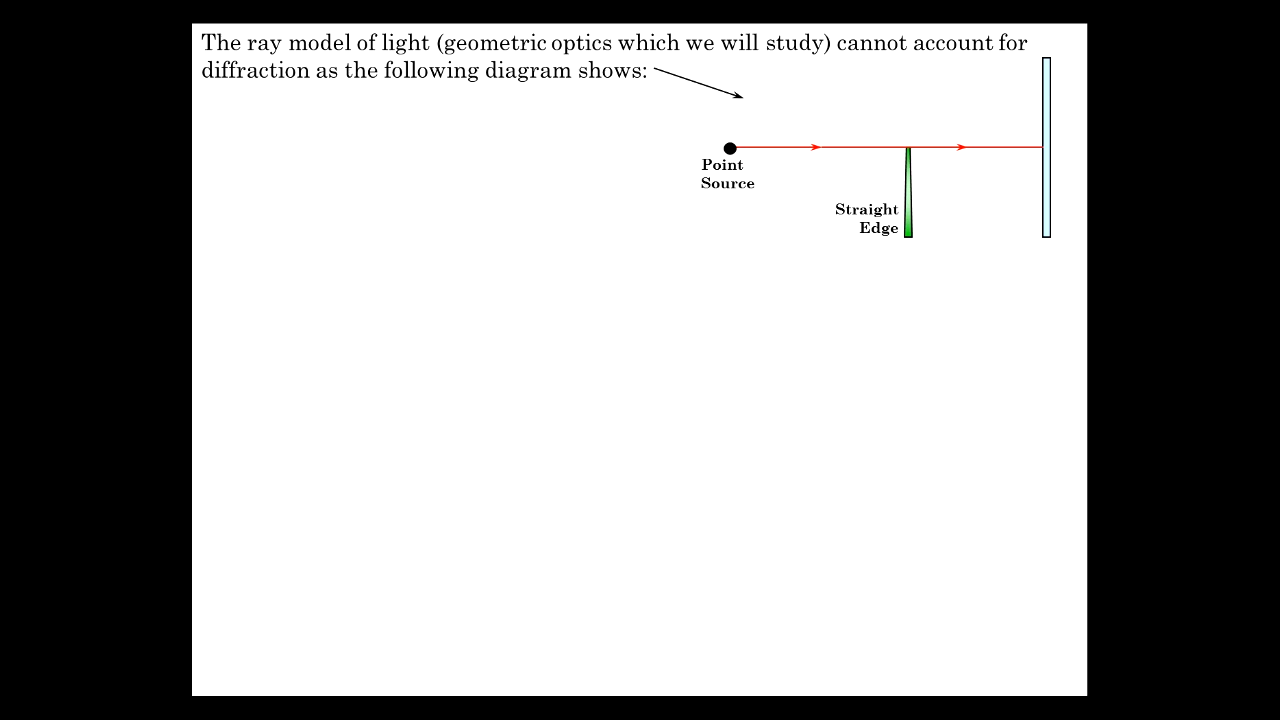 The ray model of light (geometric optics which we will study) cannot account for
diffraction as the following diagram shows:
Point
Source
Straight
Edge